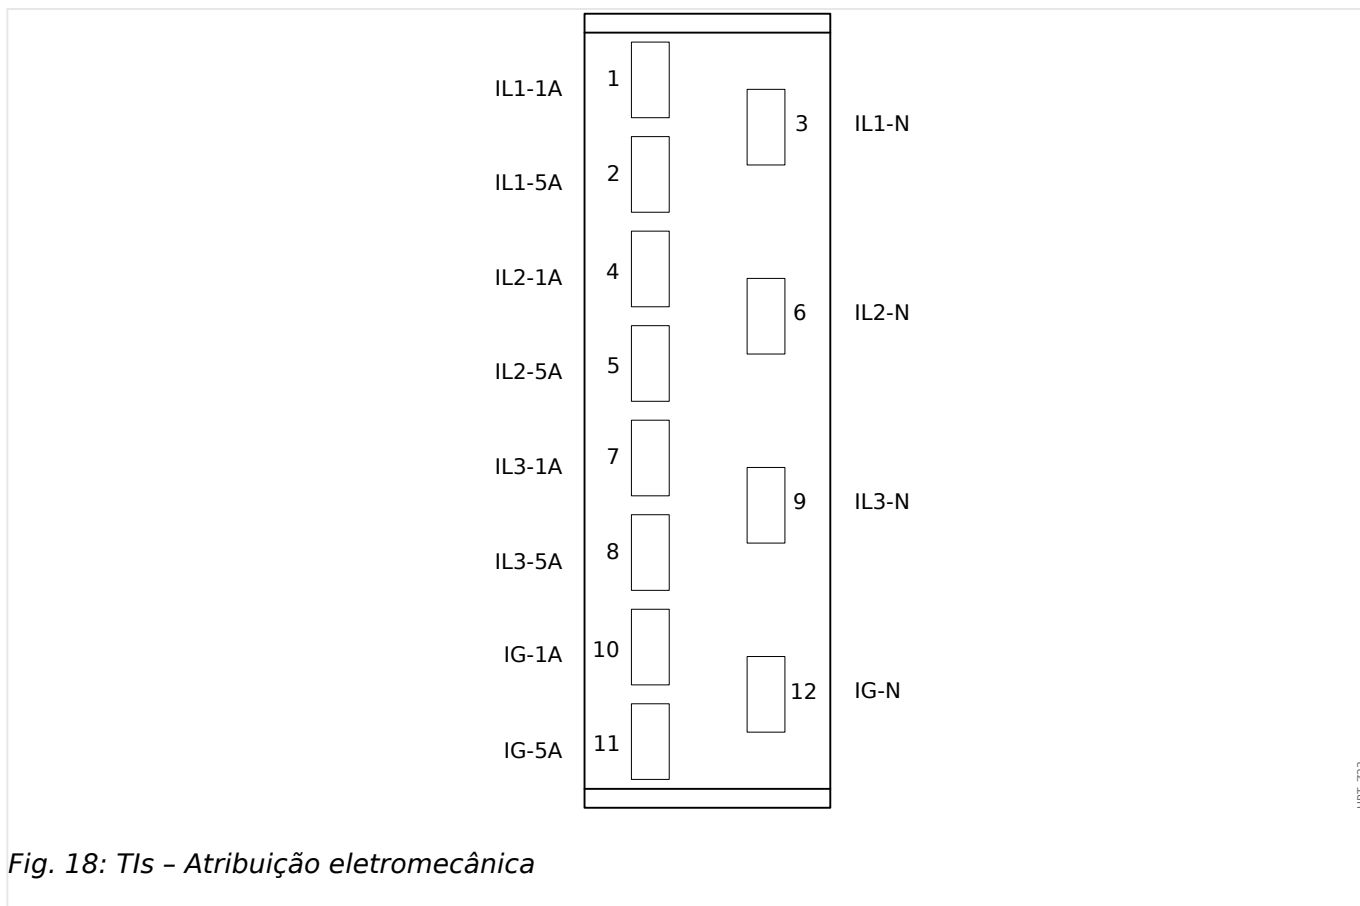 IL1-1A 1
3 IL1-N
IL1-5A 2
IL2-1A 4
6 IL2-N
IL2-5A 5
IL3-1A 7
9 IL3-N
IL3-5A 8
IG-1A 10
12 IG-N
IG-5A 11
Fig. 18: TIs – Atribuição eletromecânica